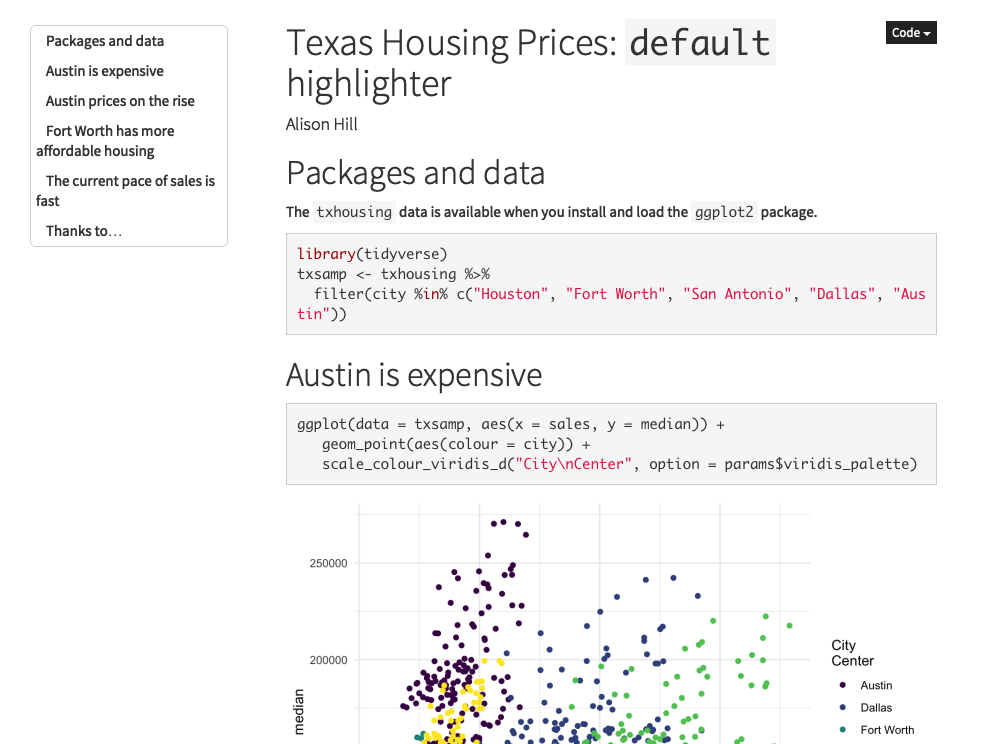 Packages and data
Austin is expensive
Austin prices on the rise
Fort Worth has more
affordable housing
The current pace of sales is
fast
Thanks to…
Code
Texas Housing Prices: default
highlighter
Alison Hill
Packages and data
The txhousing data is available when you install and load the ggplot2 package.
library(tidyverse)
txsamp <- txhousing %>%
  filter(city %in% c("Houston", "Fort Worth", "San Antonio", "Dallas", "Aus
tin"))
Austin is expensive
ggplot(data = txsamp, aes(x = sales, y = median)) +
   geom_point(aes(colour = city)) +
   scale_colour_viridis_d("City\nCenter", option = params$viridis_palette)
250000
200000
median
City
Center
Austin
Dallas
Fort Worth